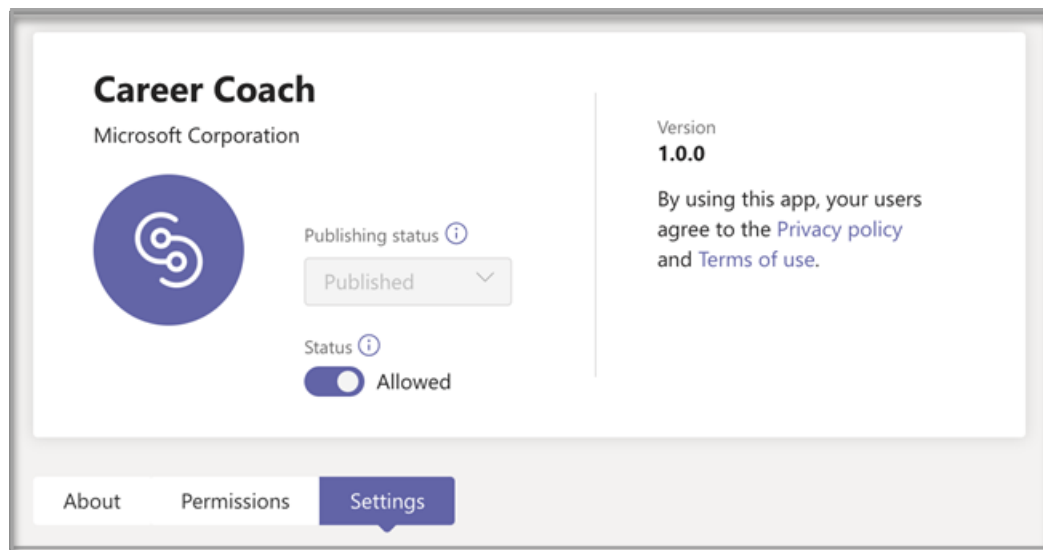 Career Coach
Microsoft Corporation
Publishing status
Published
Status
Allowed
Version
1.0.0
By using this app, your users
agree to the Privacy policy
and Terms of use.
About Permissions Settings